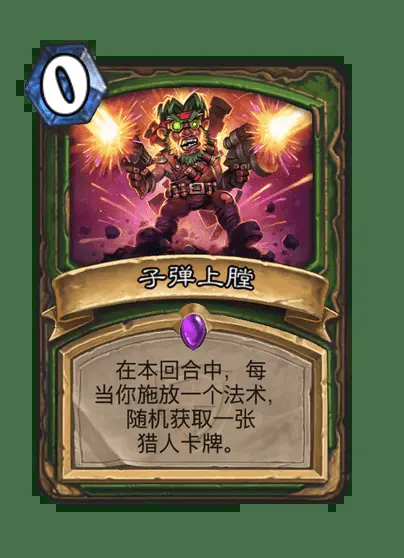 0
子弹上膛
在本回合中，每
当你施放一个法术，
随机获取一张
猎人卡牌。